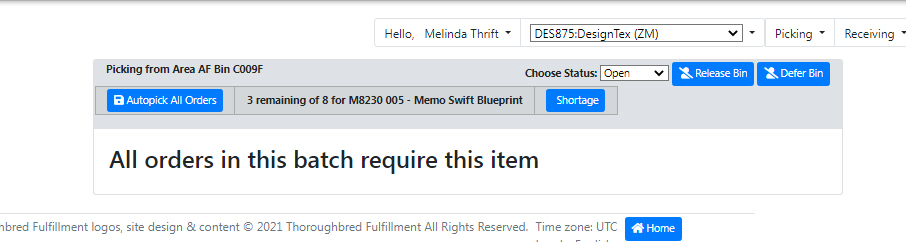 Hello, Melinda Thrift
DES875:DesignTex (ZM)
Picking
Receiving
Picking from Area AF Bin C009F
Choose Status: Open
Release Bin
Defer Bin
Autopick All Orders
3 remaining of 8 for M8230 005 - Memo Swift Blueprint
Shortage
All orders in this batch require this item
hbred Fulfillment logos, site design & content © 2021 Thoroughbred Fulfillment All Rights Reserved. Time zone: UTC
Home